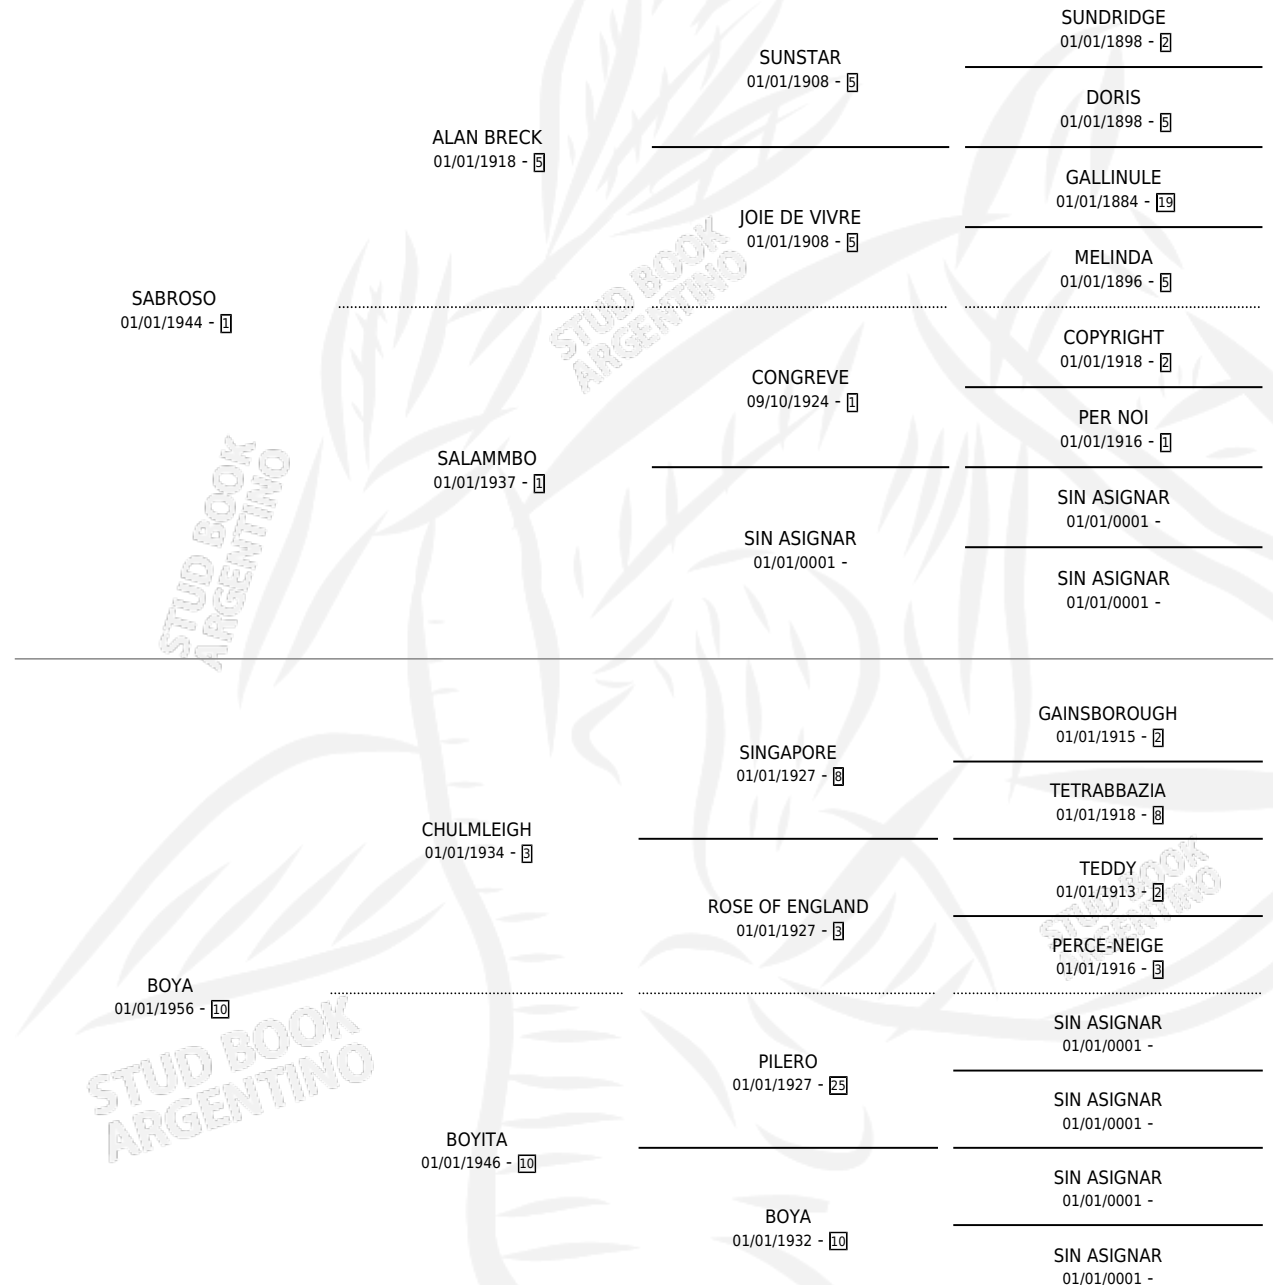 SUNDRIDGE
01/01/1898 - 2
SUNSTAR
01/01/1908 - 5
DORIS
01/01/1898 - 5
ALAN BRECK
01/01/1918 - 5
GALLINULE
01/01/1884 - 19
JOIE DE VIVRE
01/01/1908 - 5
MELINDA
01/01/1896 - 5
SABROSO
01/01/1944 - 1
COPYRIGHT
01/01/1918 - 2
CONGREVE
09/10/1924 - 1
PER NOI
01/01/1916 - 1
SALAMMBO
01/01/1937 - 1
SIN ASIGNAR
01/01/0001 -
SIN ASIGNAR
01/01/0001 -
SIN ASIGNAR
01/01/0001 -
GAINSBOROUGH
01/01/1915 - 2
SINGAPORE
01/01/1927 - 8
TETRABBAZIA
01/01/1918 - 8
CHULMLEIGH
01/01/1934 - 3
TEDDY
01/01/1913 - 2
ROSE OF ENGLAND
01/01/1927 - 3
PERCE-NEIGE
01/01/1916 - 3
BOYA
01/01/1956 - 10
SIN ASIGNAR
01/01/0001 -
PILERO
01/01/1927 - 25
SIN ASIGNAR
01/01/0001 -
BOYITA
01/01/1946 - 10
SIN ASIGNAR
01/01/0001 -
BOYA
01/01/1932 - 10
SIN ASIGNAR
01/01/0001 -
STUD BOOK
ARGENTINO
STUD BOOK
ARGENTINO
STUD BOOK
ARGENTINO
STUD BOOK
ARGENTINO